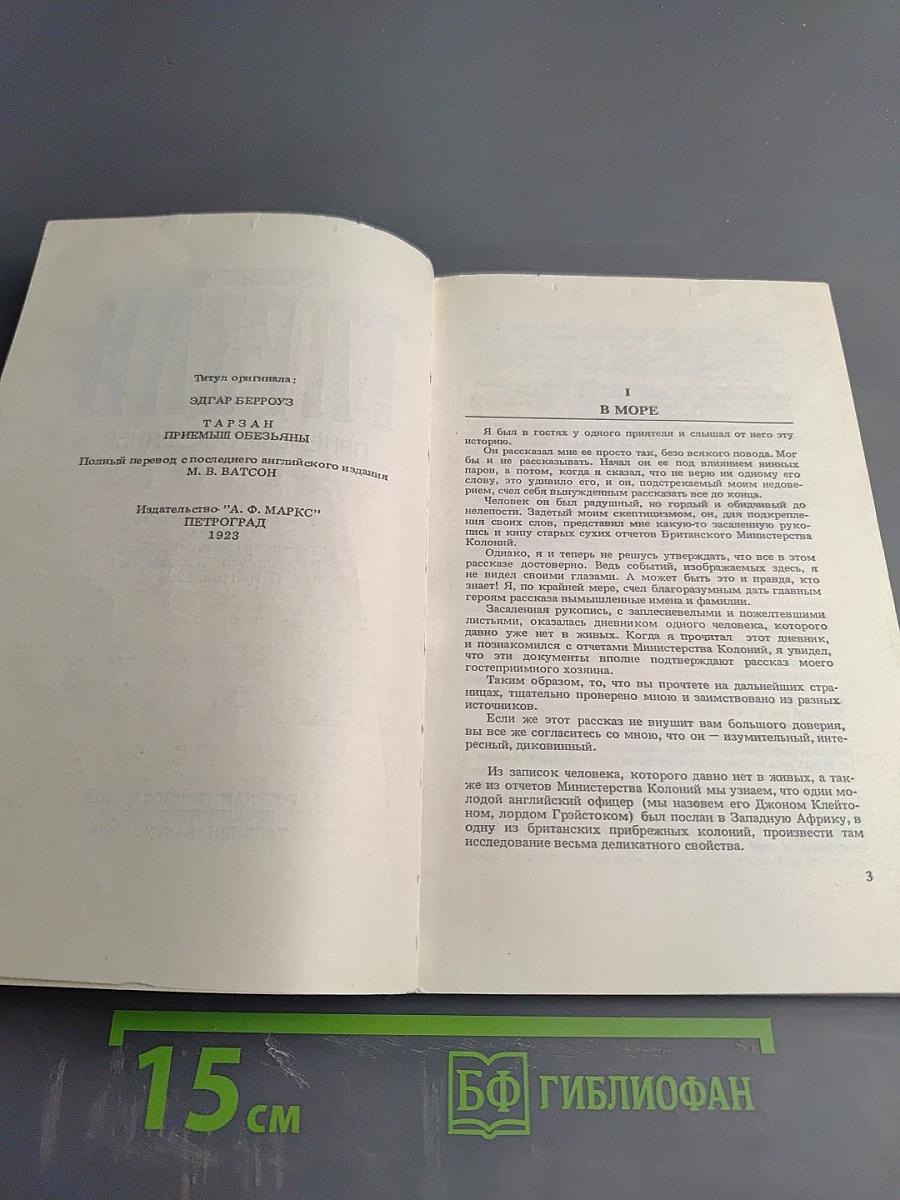 Титул оригинала:
ЭДГАР БЕРРОУЗ
ТАРЗАН
ПРИЕМЫШ ОБЕЗЬЯНЫ
Полный перевод с последнего английского издания
М. В. ВАТСОН
Издательство "А. Ф. МАРКС"
ПЕТРОГРАД
1923
I
В МОРЕ
Я был в гостях у одного приятеля и слышал от него эту
историю.
Он рассказал мне ее просто так, безо всякого повода. Мог
бы и не рассказывать. Начал он ее под влиянием винных
паров, а потом, когда я сказал, что не верю ни одному его
слову, это удивило его, и он, подстрекаемый моим недове-
рием, счел себя вынужденным рассказать все до конца.
Человек он был радушный, но гордый и обидчивый до
нелепости. Задетый моим скептицизмом, он, для подкрепле-
ния своих слов, представил мне какую-то засаленную руко-
пись и кипу старых сухих отчетов Британского Министерства
Колоний.
Однако, я и теперь не решусь утверждать, что все в этом
рассказе достоверно. Ведь событий, изображаемых здесь, я
не видел своими глазами. А может быть это и правда, кто
знает! Я, по крайней мере, счел благоразумным дать главным
героям рассказа вымышленные имена и фамилии.
Засаленная рукопись, с заплесневелыми и пожелтевшими
листьями, оказалась дневником одного человека, которого
давно уже нет в живых. Когда я прочитал этот дневник,
и познакомился с отчетами Министерства Колоний, я увидел,
что эти документы вполне подтверждают рассказ моего
гостеприимного хозяина.
Таким образом, то, что вы прочтете на дальнейших стра-
ницах, тщательно проверено мною и заимствовано из разных
источников.
Если же этот рассказ не внушит вам большого доверия,
вы все же согласитесь со мною, что он — изумительный, инте-
ресный, диковинный.
Из записок человека, которого давно нет в живых, а так-
же из отчетов Министерства Колоний мы узнаем, что один мо-
лодой английский офицер (мы назовем его Джоном Клейто-
ном, лордом Грэйстоком) был послан в Западную Африку, в
одну из британских прибрежных колоний, произвести там
исследование весьма деликатного свойства.
3
15 см
БФ ГИБЛИОФАН